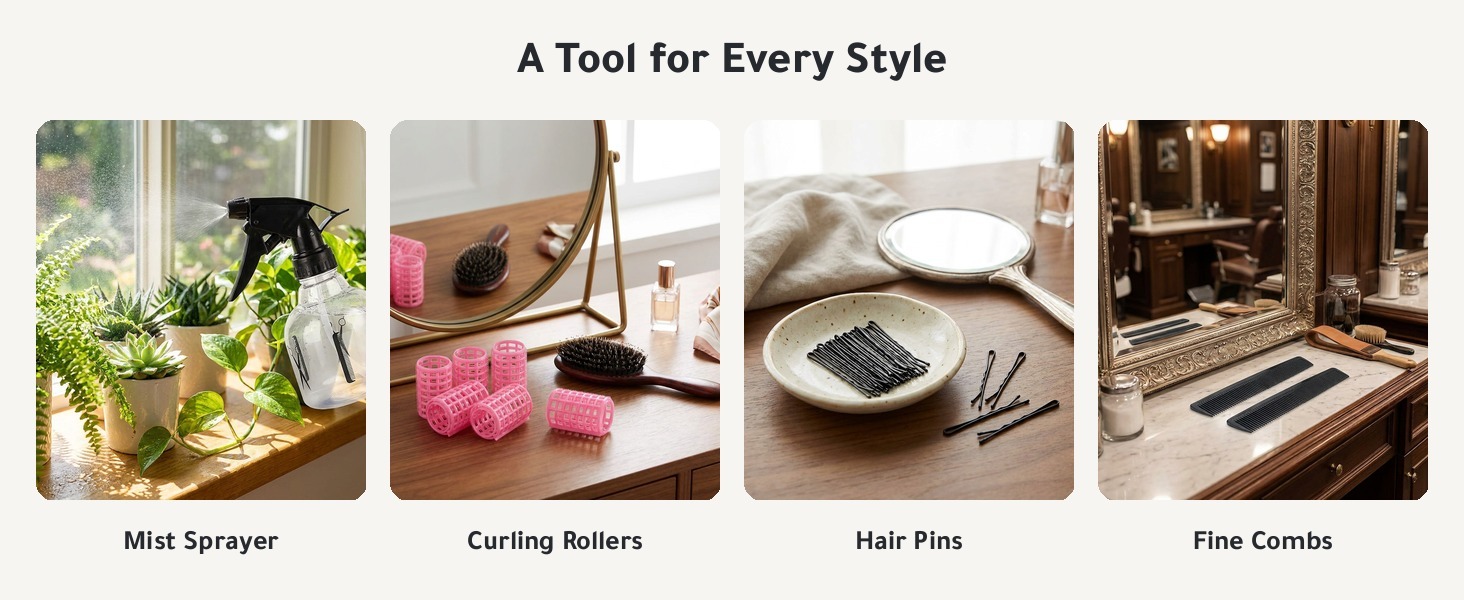 A Tool for Every Style
Mist Sprayer
Curling Rollers
Hair Pins
Fine Combs